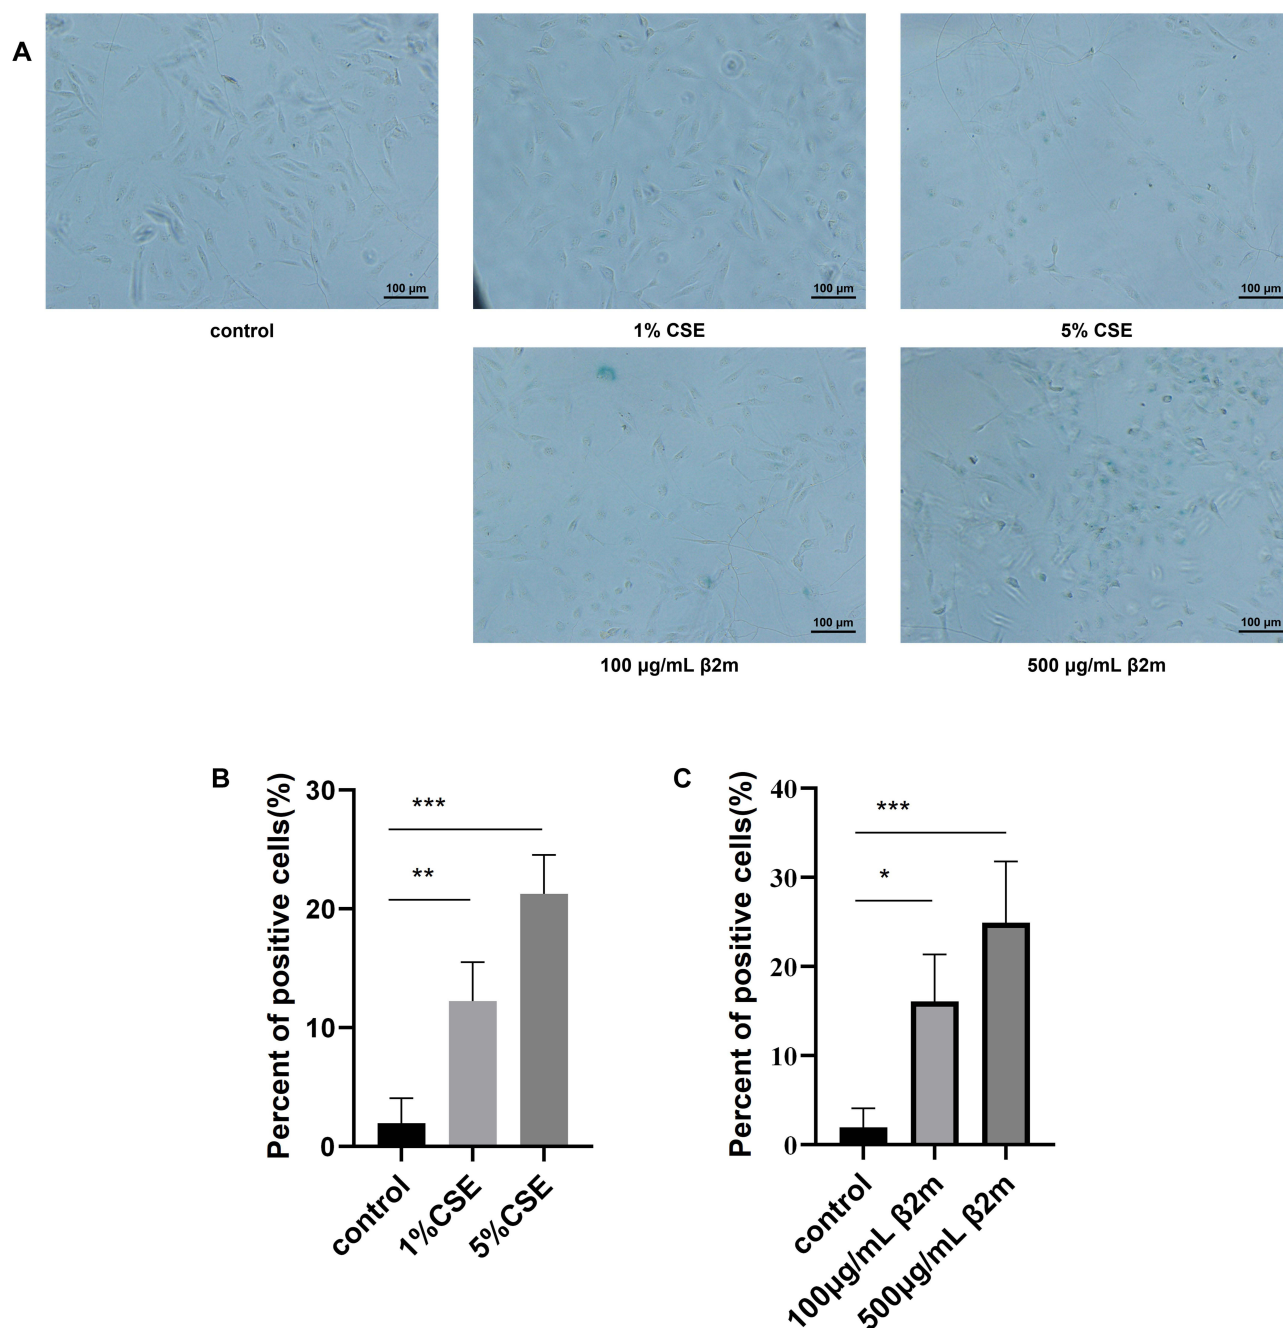 A
100 µm
100 µm
100 µm
control
1% CSE
5% CSE
100 µm
100 µm
100 µg/mL β2m
500 µg/mL β2m
B
Percent of positive cells(%)
30
20
10
0
***
**
control
1%CSE
5%CSE
C
Percent of positive cells(%)
40
30
20
10
0
***
*
control
100µg/mL β2m
500µg/mL β2m